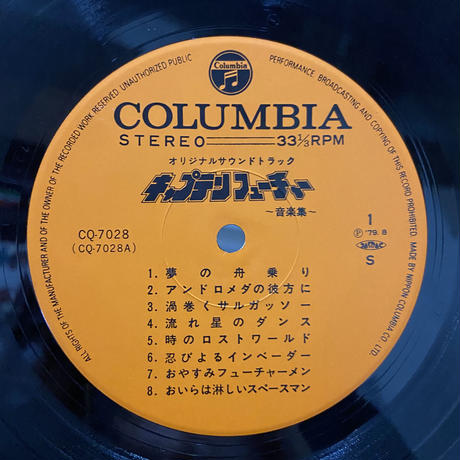 Columbia
ALL RIGHTS OF THE MANUFACTURER AND OF THE OWNER OF THE RECORDED WORK RESERVED. UNAUTHORIZED PUBLIC PERFORMANCE, BROADCASTING AND COPYING OF THIS RECORD PROHIBITED. MADE BY NIPPON COLUMBIA CO. LTD.
COLUMBIA
STEREO 33 1/3 RPM
オリジナルサウンドトラック
キャプテンフューチャー
～音楽集～
CQ-7028
(CQ-7028A)
1
Ⓟ '79. 8
S
1. 夢の舟乗り
2. アンドロメダの彼方に
3. 渦巻くサルガッソー
4. 流れ星のダンス
5. 時のロストワールド
6. 忍びよるインベーダー
7. おやすみフューチャーメン
8. おいらは淋しいスペースマン